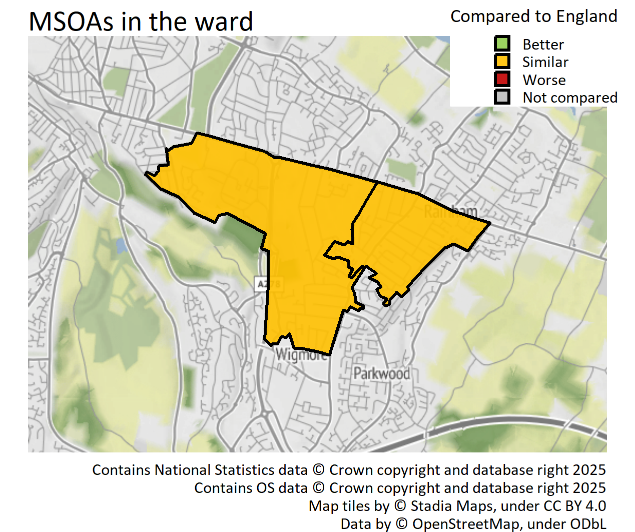 MSOAs in the ward
Compared to England
Better
Similar
Worse
Not compared
Rainham
Wigmore
Parkwood
Contains National Statistics data © Crown copyright and database right 2025
Contains OS data © Crown copyright and database right 2025
Map tiles by © Stadia Maps, under CC BY 4.0
Data by © OpenStreetMap, under ODbL